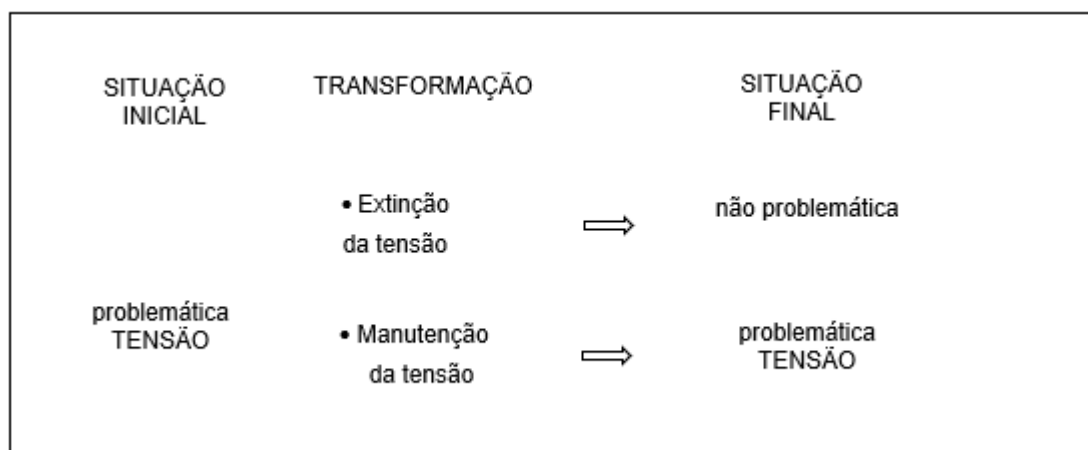 SITUAÇÃO
INICIAL
TRANSFORMAÇÃO
SITUAÇÃO
FINAL
• Extinção
da tensão
não problemática
problemática
TENSÃO
• Manutenção
da tensão
problemática
TENSÃO